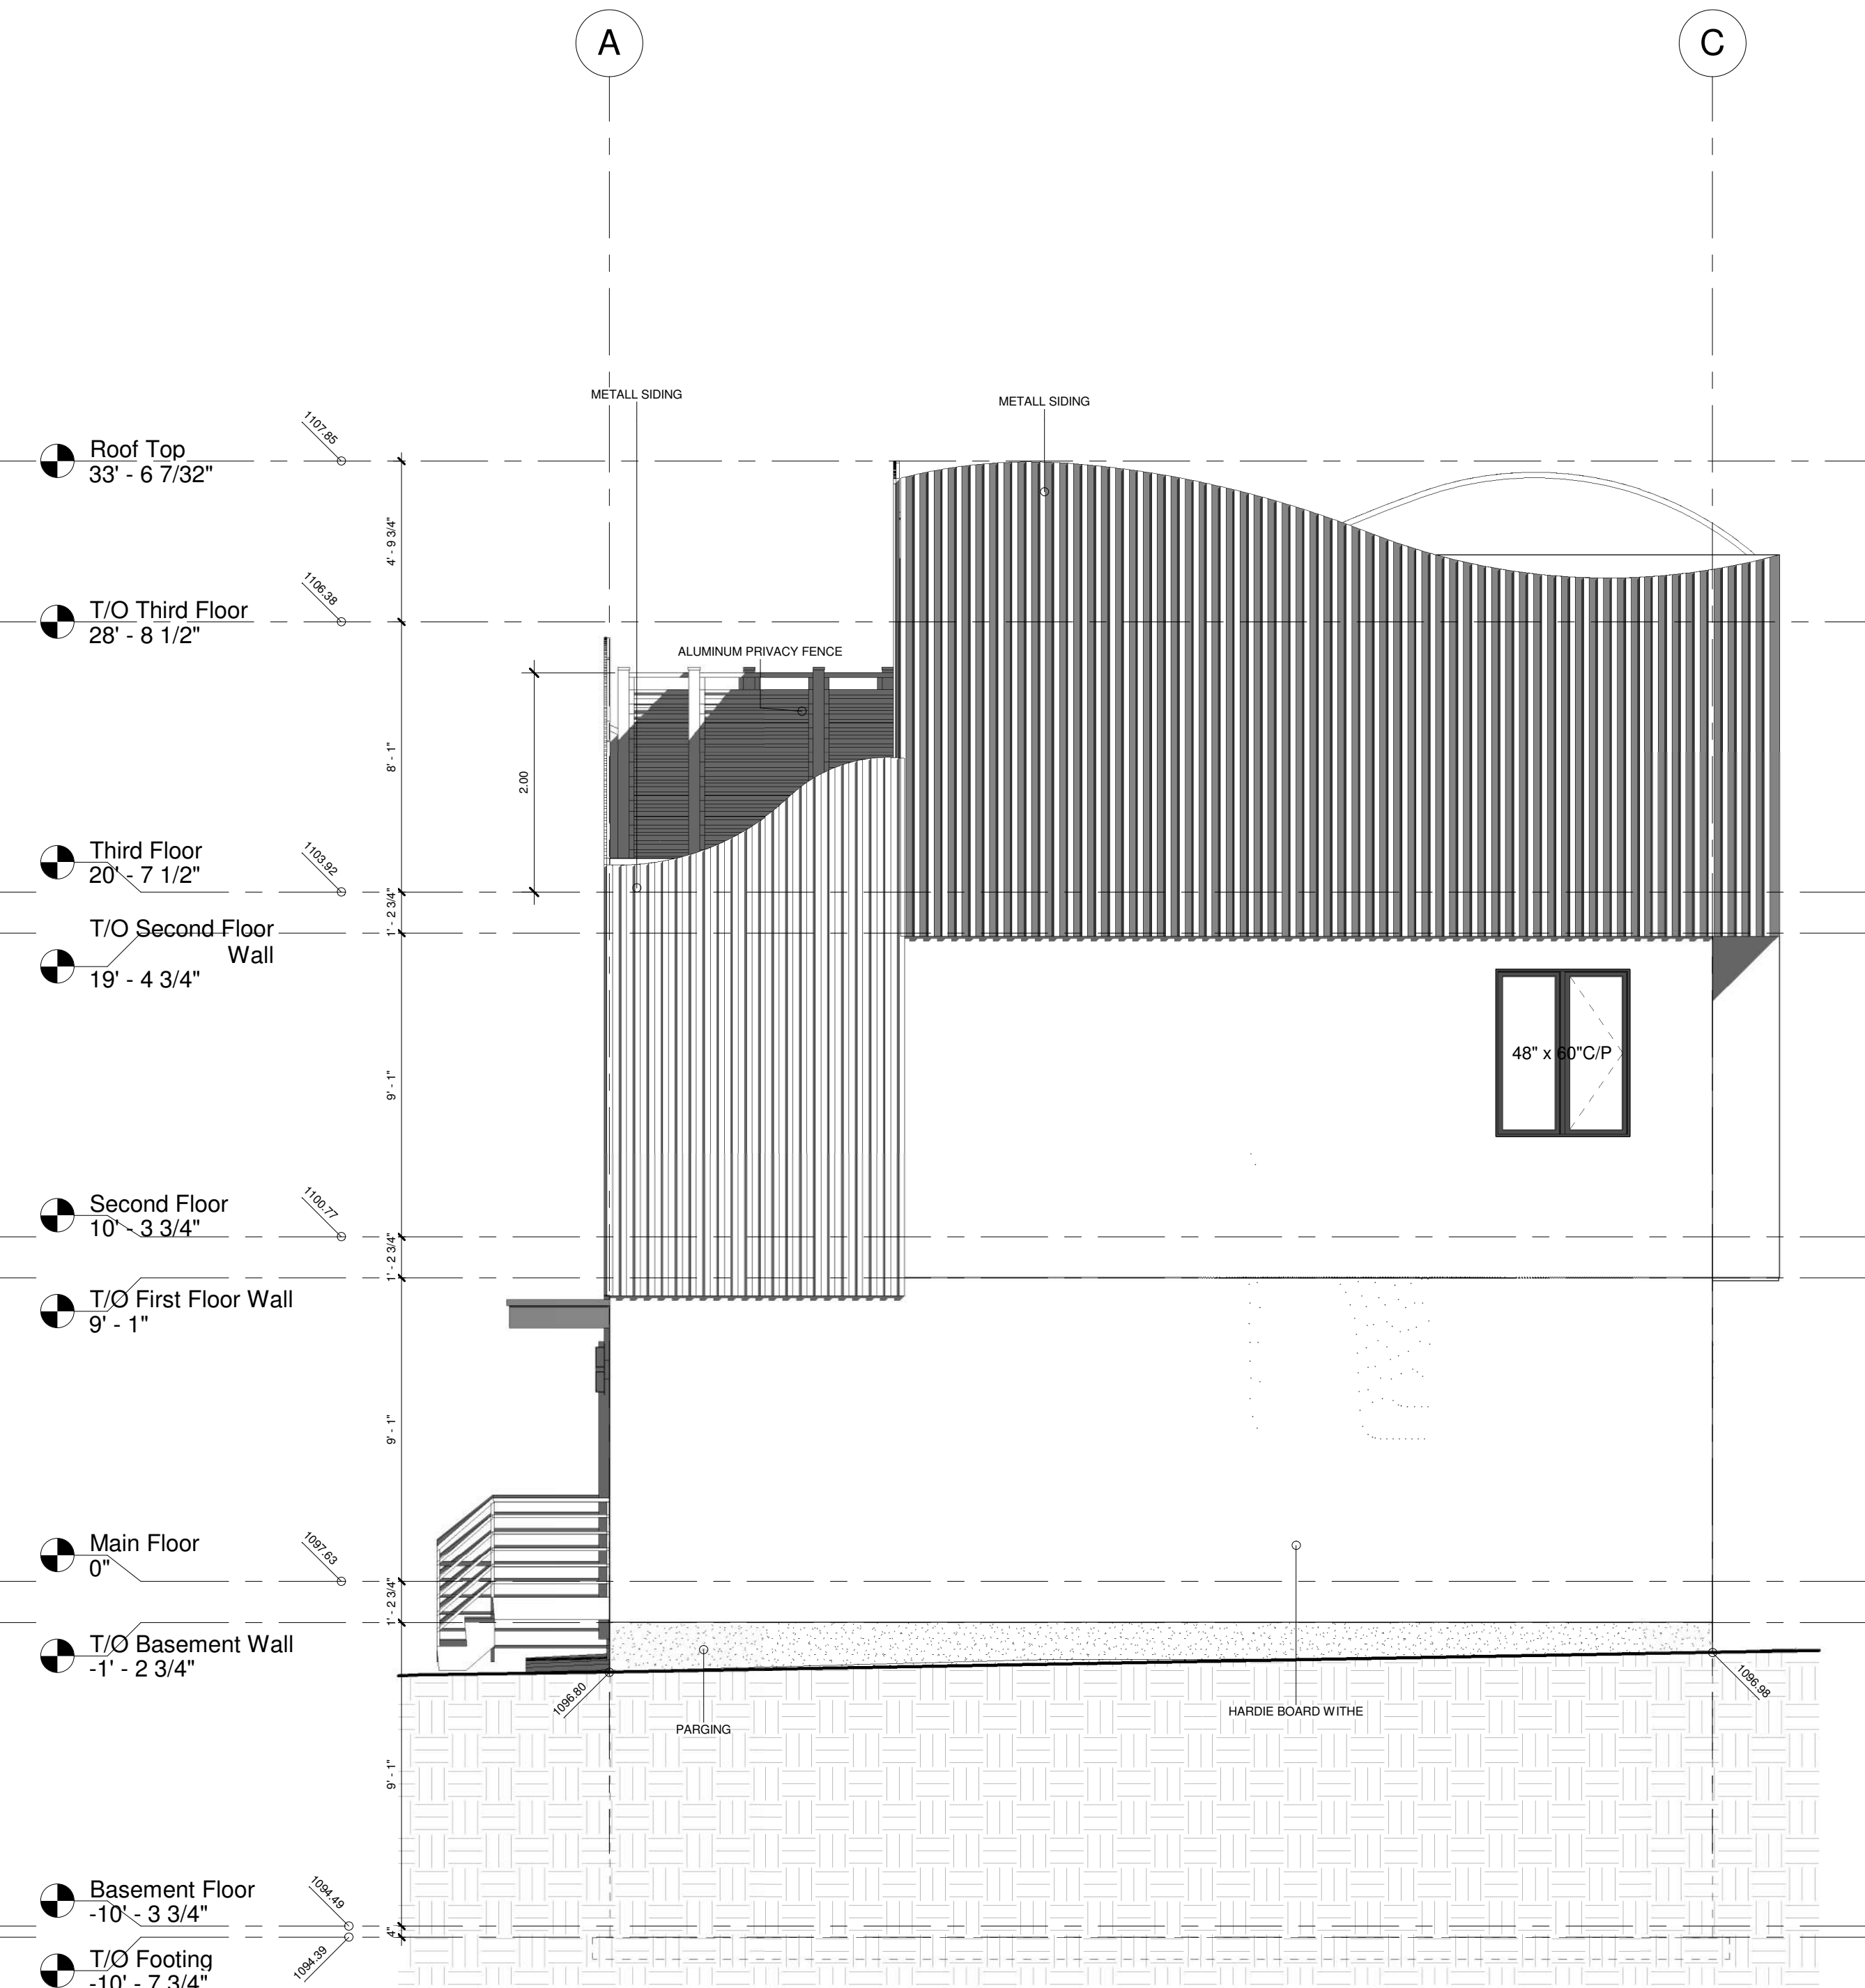 A
C
METALL SIDING
METALL SIDING
Roof Top
33' - 6 7/32"
1107.85
4' - 9 3/4"
T/O Third Floor
28' - 8 1/2"
1106.38
ALUMINUM PRIVACY FENCE
8' - 1"
2.00
Third Floor
20' - 7 1/2"
1103.92
1' - 2 3/4"
T/O Second Floor
Wall
19' - 4 3/4"
48" x 60"C/P
9' - 1"
Second Floor
10' - 3 3/4"
1100.77
1' - 2 3/4"
T/O First Floor Wall
9' - 1"
9' - 1"
Main Floor
0"
1097.63
1' - 2 3/4"
T/O Basement Wall
-1' - 2 3/4"
1096.80
1096.98
PARGING
HARDIE BOARD WITHE
9' - 1"
Basement Floor
-10' - 3 3/4"
1094.49
4"
T/O Footing
-10' - 7 3/4"
1094.39